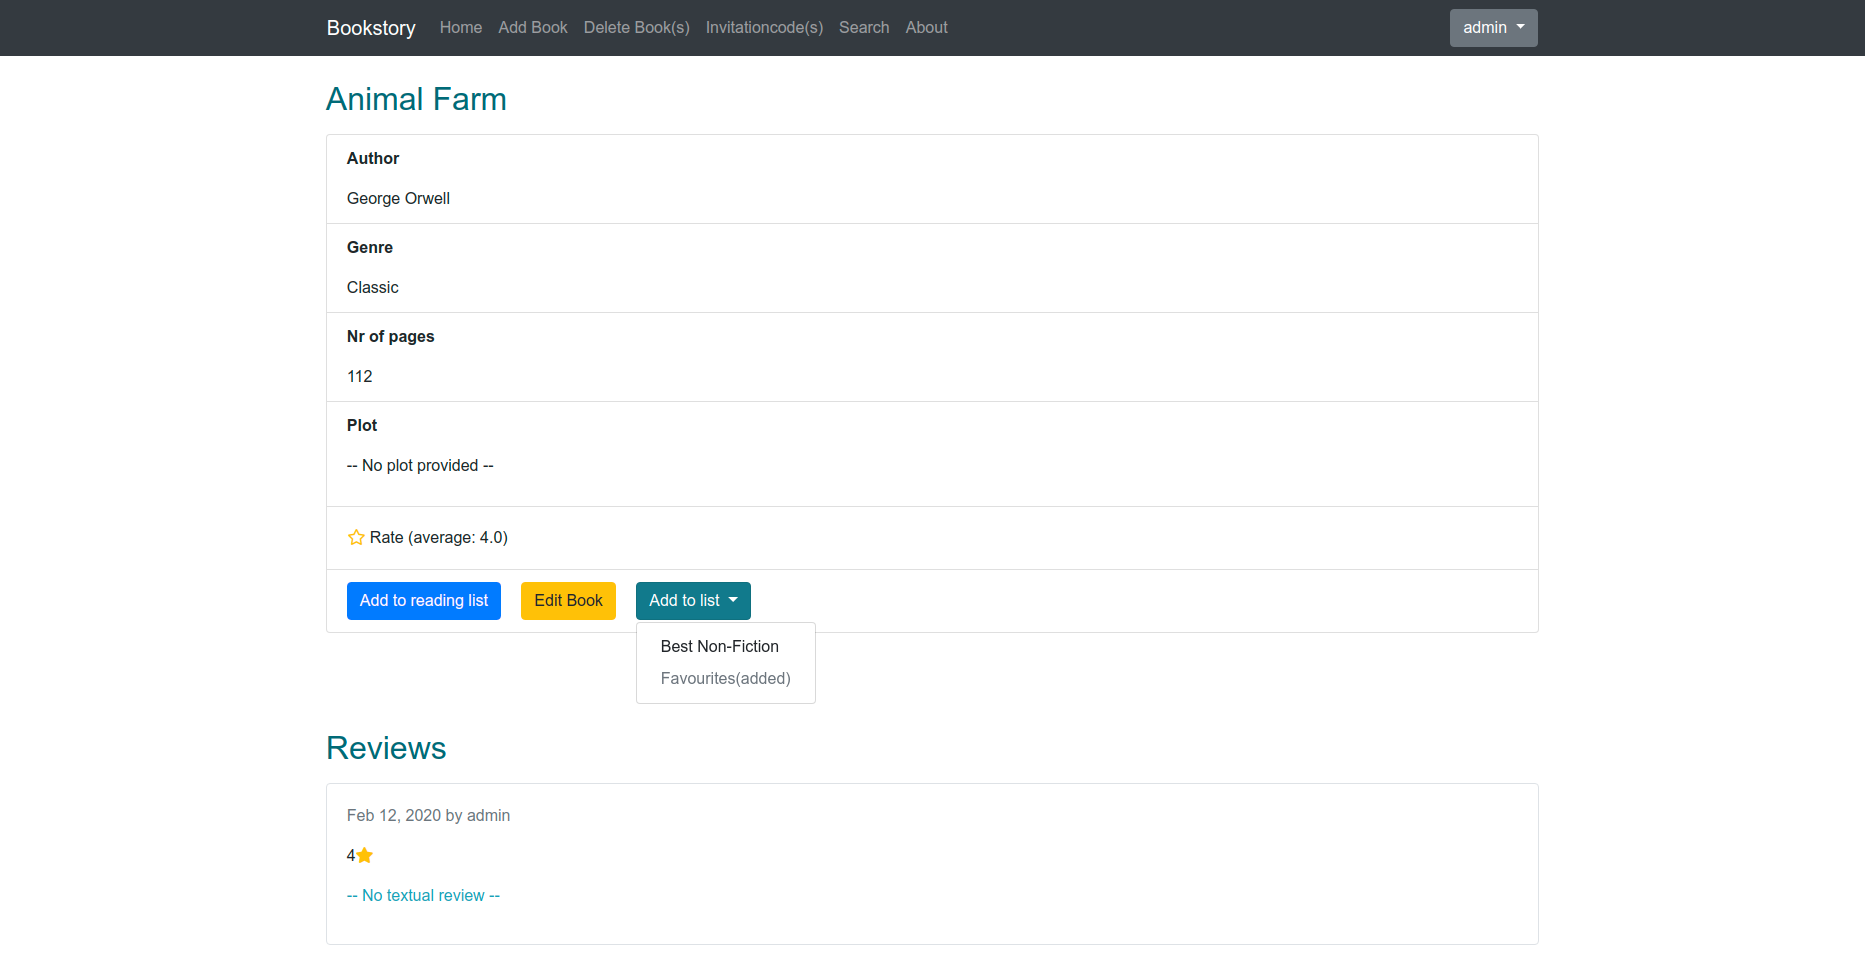 Bookstory Home Add Book Delete Book(s) Invitationcode(s) Search About admin
Animal Farm
Author
George Orwell
Genre
Classic
Nr of pages
112
Plot
-- No plot provided --
Rate (average: 4.0)
Add to reading list Edit Book Add to list
Best Non-Fiction
Favourites(added)
Reviews
Feb 12, 2020 by admin
4
-- No textual review --